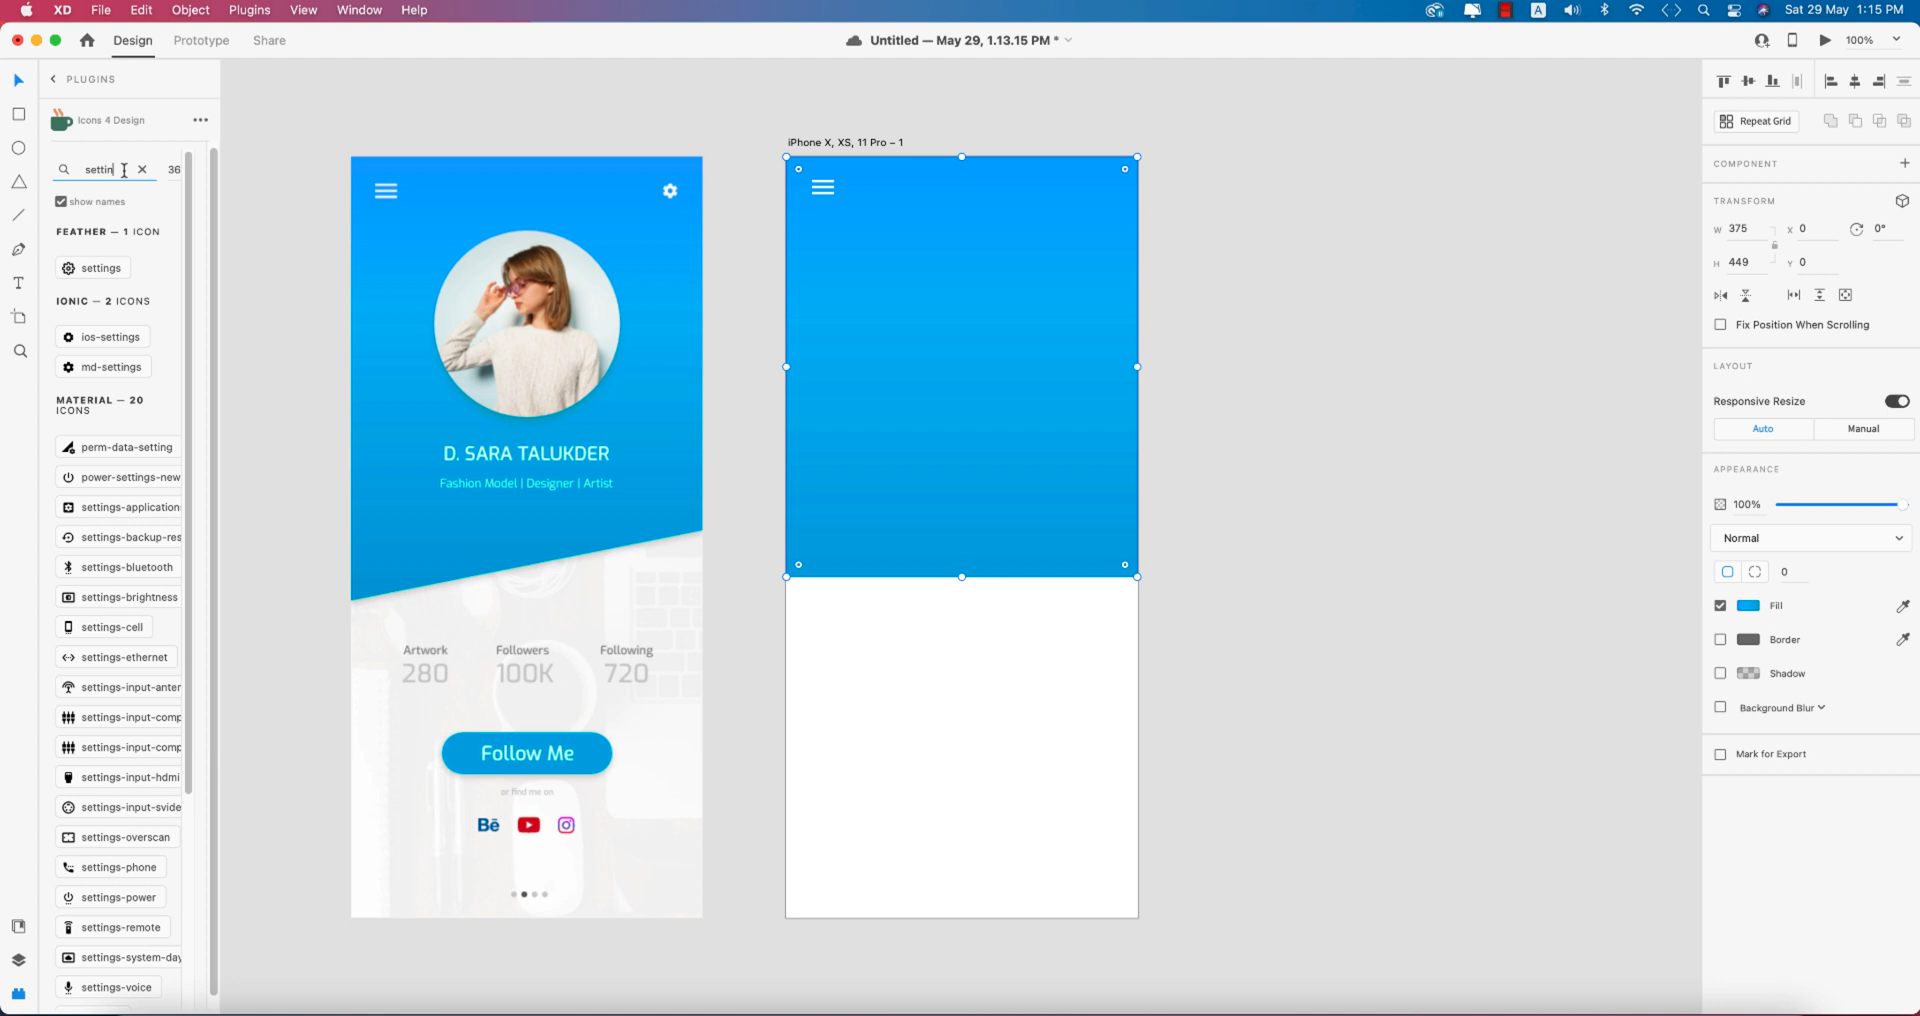 XD File Edit Object Plugins View Window Help
A
Sat 29 May 1:15 PM
Design Prototype Share
Untitled — May 29, 1.13.15 PM *
100%
PLUGINS
Icons 4 Design
settin
36
show names
FEATHER — 1 ICON
settings
IONIC — 2 ICONS
ios-settings
md-settings
MATERIAL — 20
ICONS
perm-data-setting
power-settings-new
settings-application
settings-backup-res
settings-bluetooth
settings-brightness
settings-cell
settings-ethernet
settings-input-anter
settings-input-comp
settings-input-comp
settings-input-hdmi
settings-input-svide
settings-overscan
settings-phone
settings-power
settings-remote
settings-system-day
settings-voice
D. SARA TALUKDER
Fashion Model | Designer | Artist
Artwork Followers Following
280 100K 720
Follow Me
or find me on
Bē
iPhone X, XS, 11 Pro – 1
Repeat Grid
COMPONENT
TRANSFORM
W 375 X 0 0°
H 449 Y 0
Fix Position When Scrolling
LAYOUT
Responsive Resize
Auto Manual
APPEARANCE
100%
Normal
0
Fill
Border
Shadow
Background Blur
Mark for Export